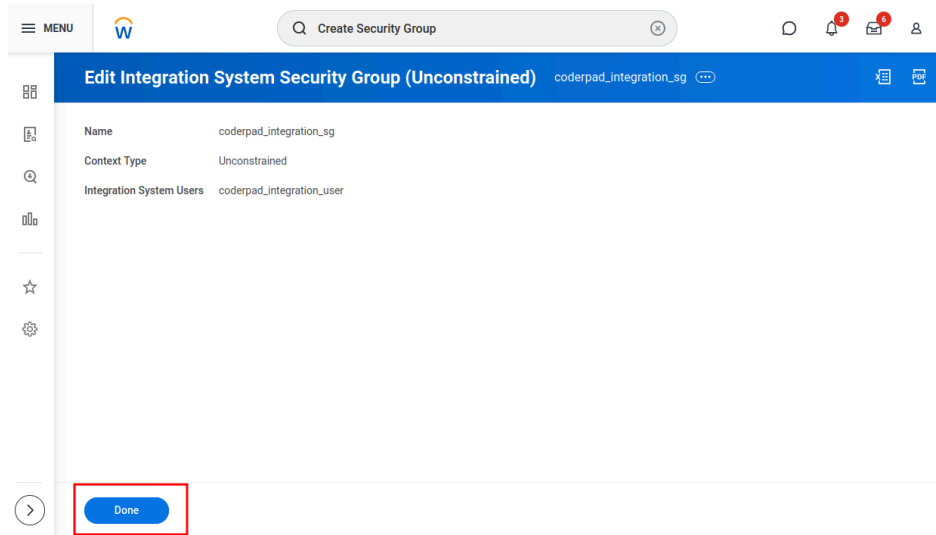 MENU
W
Create Security Group
3
6
Edit Integration System Security Group (Unconstrained) coderpad_integration_sg
PDF
Name coderpad_integration_sg
Context Type Unconstrained
Integration System Users coderpad_integration_user
Done